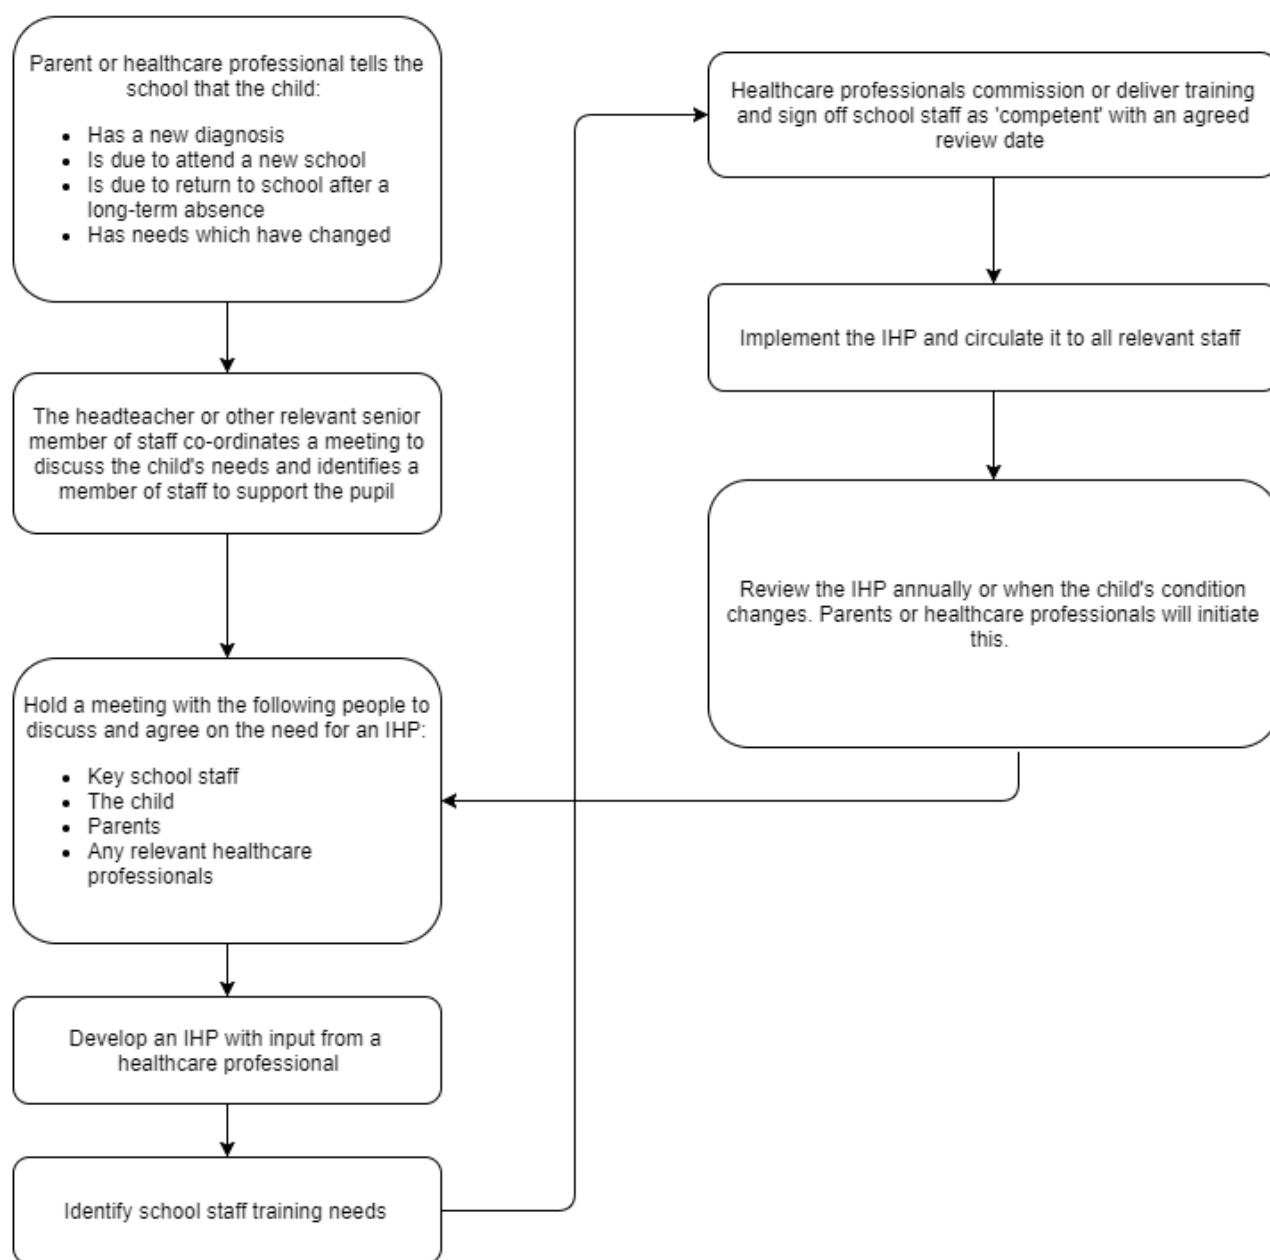 Parent or healthcare professional tells the
school that the child:
• Has a new diagnosis
• Is due to attend a new school
• Is due to return to school after a
long-term absence
• Has needs which have changed
The headteacher or other relevant senior
member of staff co-ordinates a meeting to
discuss the child's needs and identifies a
member of staff to support the pupil
Hold a meeting with the following people to
discuss and agree on the need for an IHP:
• Key school staff
• The child
• Parents
• Any relevant healthcare
professionals
Develop an IHP with input from a
healthcare professional
Identify school staff training needs
Healthcare professionals commission or deliver training
and sign off school staff as 'competent' with an agreed
review date
Implement the IHP and circulate it to all relevant staff
Review the IHP annually or when the child's condition
changes. Parents or healthcare professionals will initiate
this.